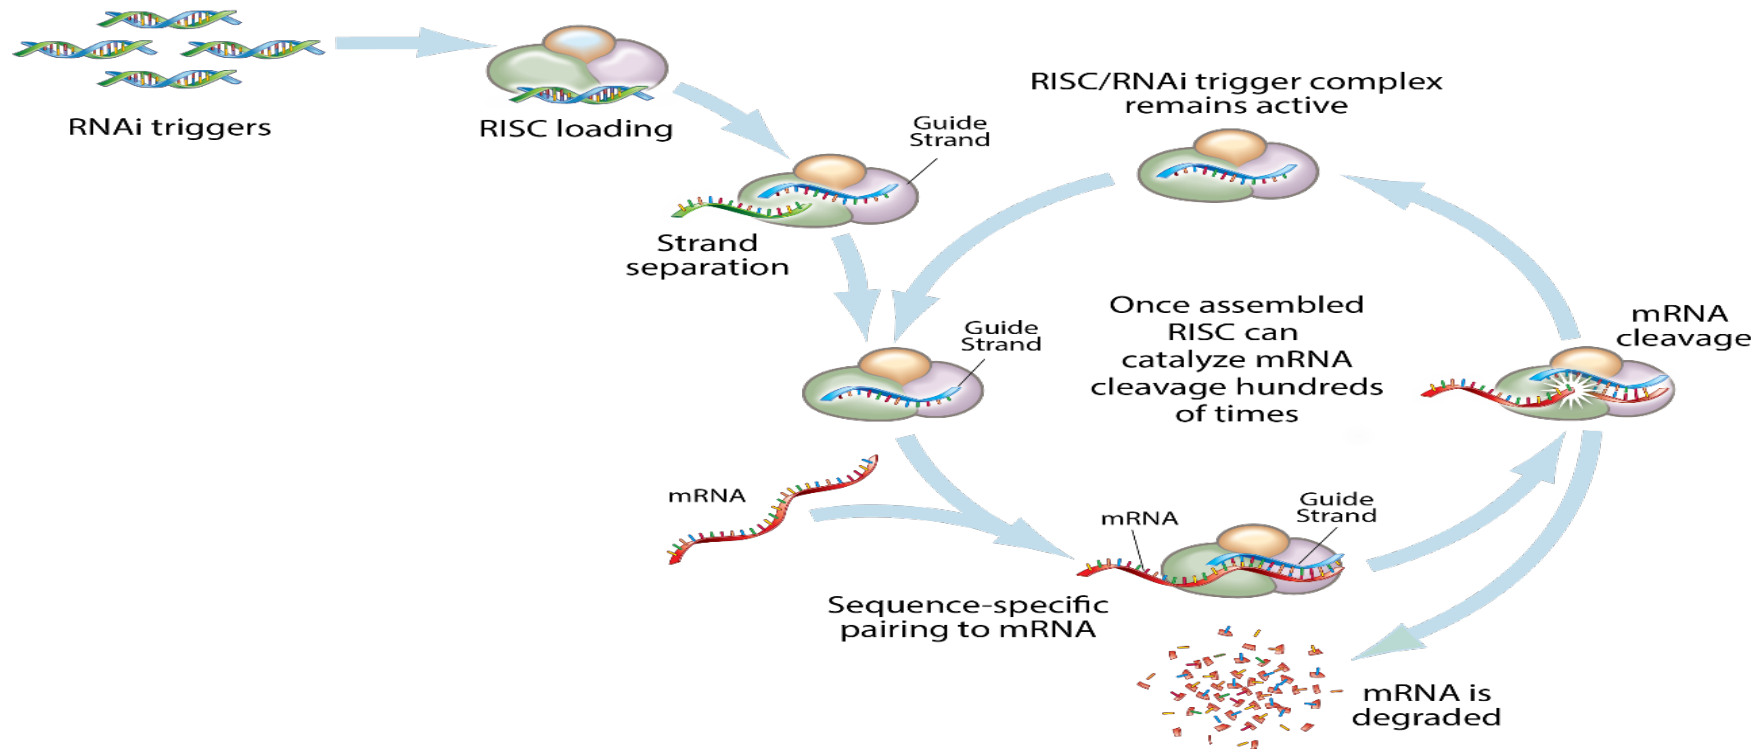 RNAi triggers
RISC loading
Guide
Strand
Strand
separation
RISC/RNAi trigger complex
remains active
Guide
Strand
Once assembled
RISC can
catalyze mRNA
cleavage hundreds
of times
mRNA
cleavage
mRNA
mRNA
Guide
Strand
Sequence-specific
pairing to mRNA
mRNA is
degraded